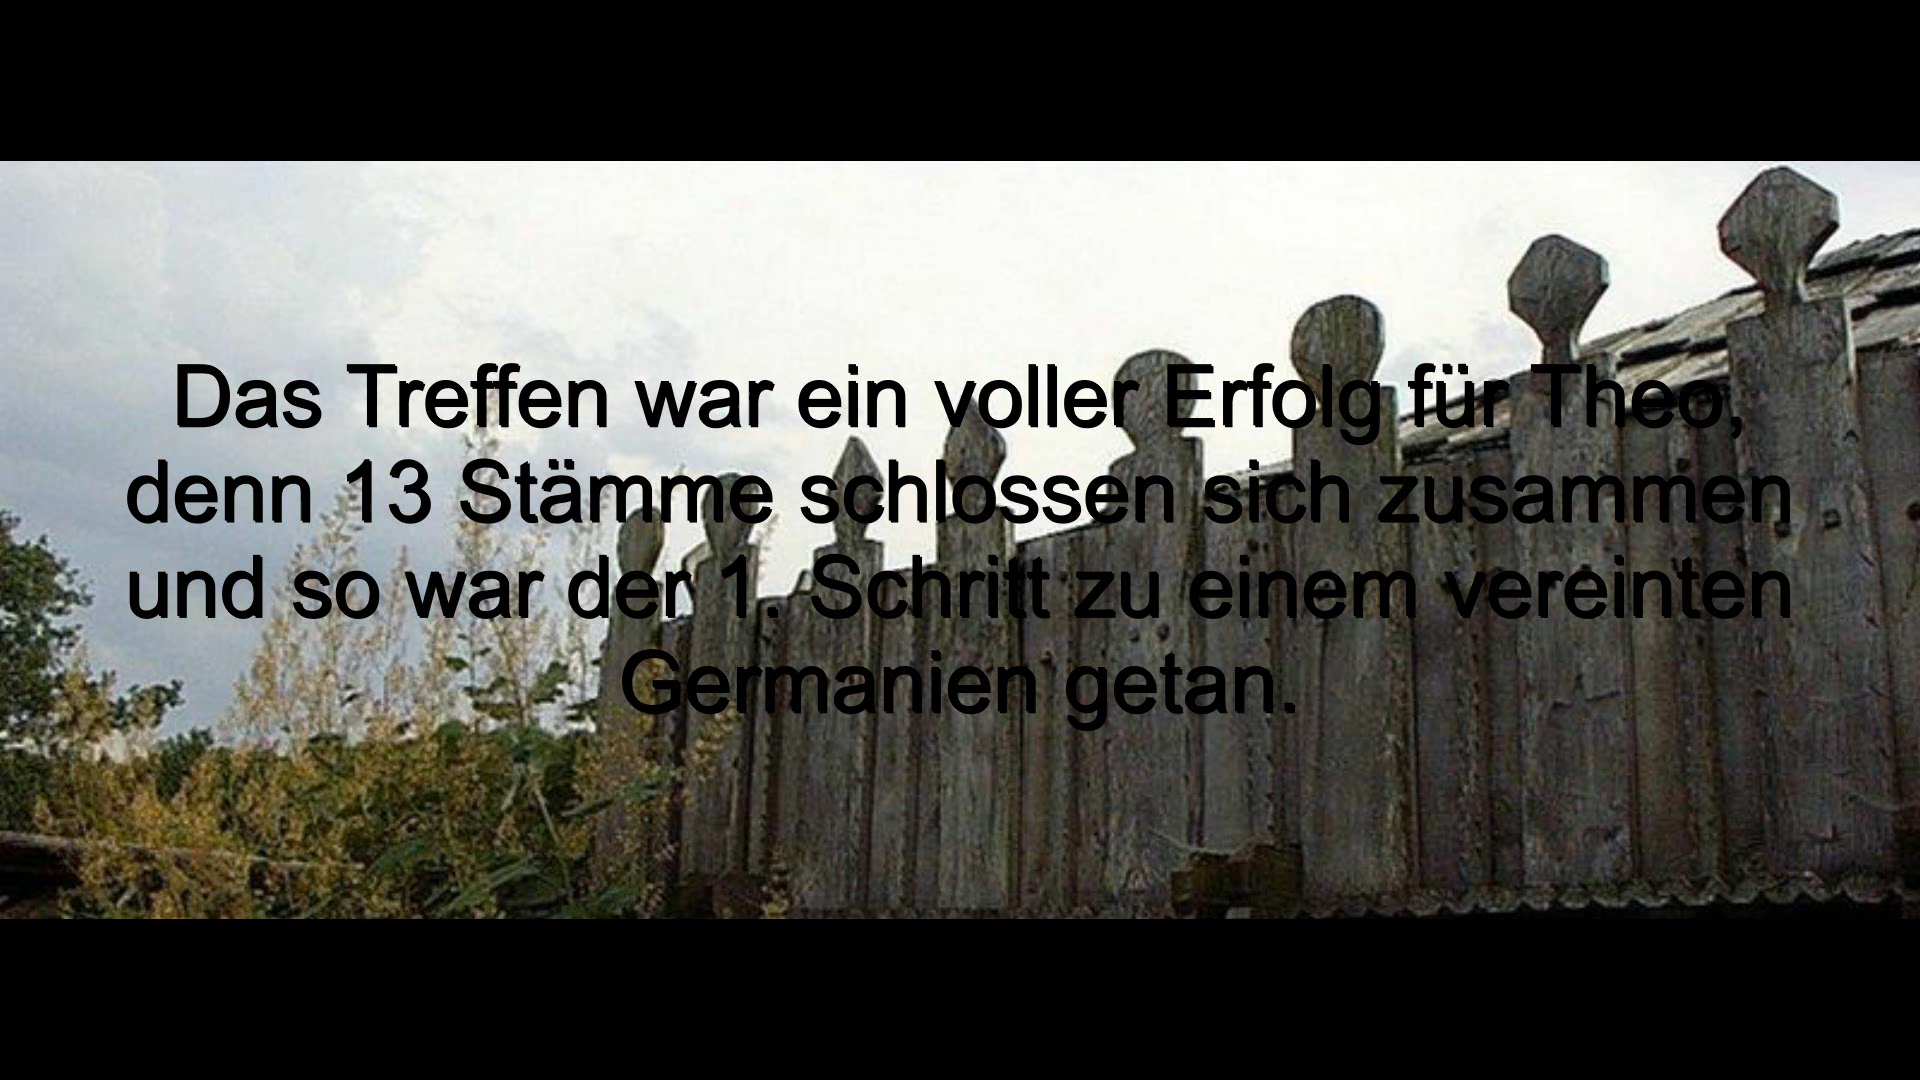 Das Treffen war ein voller Erfolg für Theo,
denn 13 Stämme schlossen sich zusammen
und so war der 1. Schritt zu einem vereinten
Germanien getan.